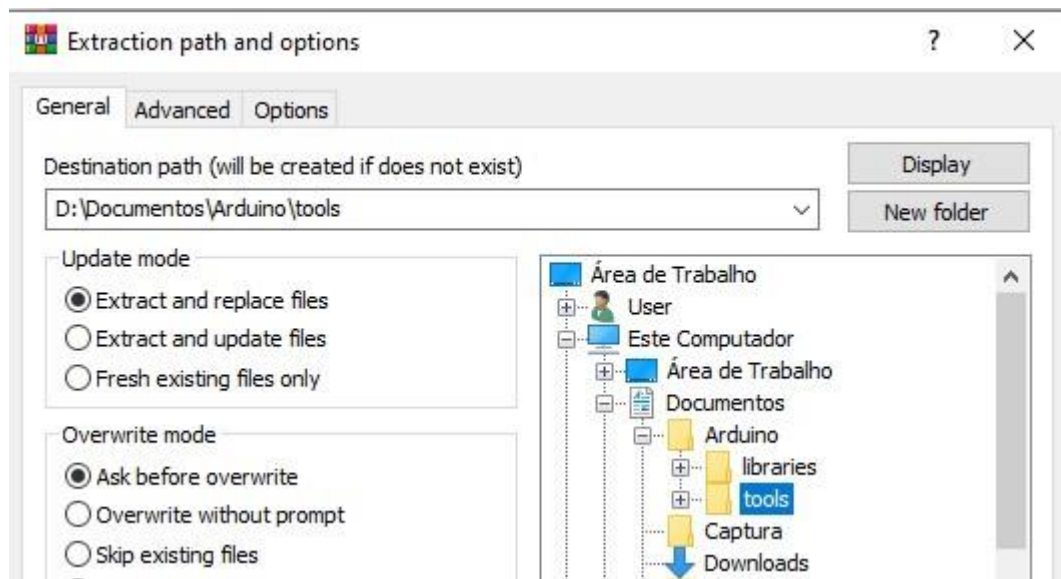 Extraction path and options
General Advanced Options
Destination path (will be created if does not exist)
Display
D:\Documentos\Arduino\tools
New folder
Update mode
Extract and replace files
Extract and update files
Fresh existing files only
Overwrite mode
Ask before overwrite
Overwrite without prompt
Skip existing files
Área de Trabalho
User
Este Computador
Área de Trabalho
Documentos
Arduino
libraries
tools
Captura
Downloads